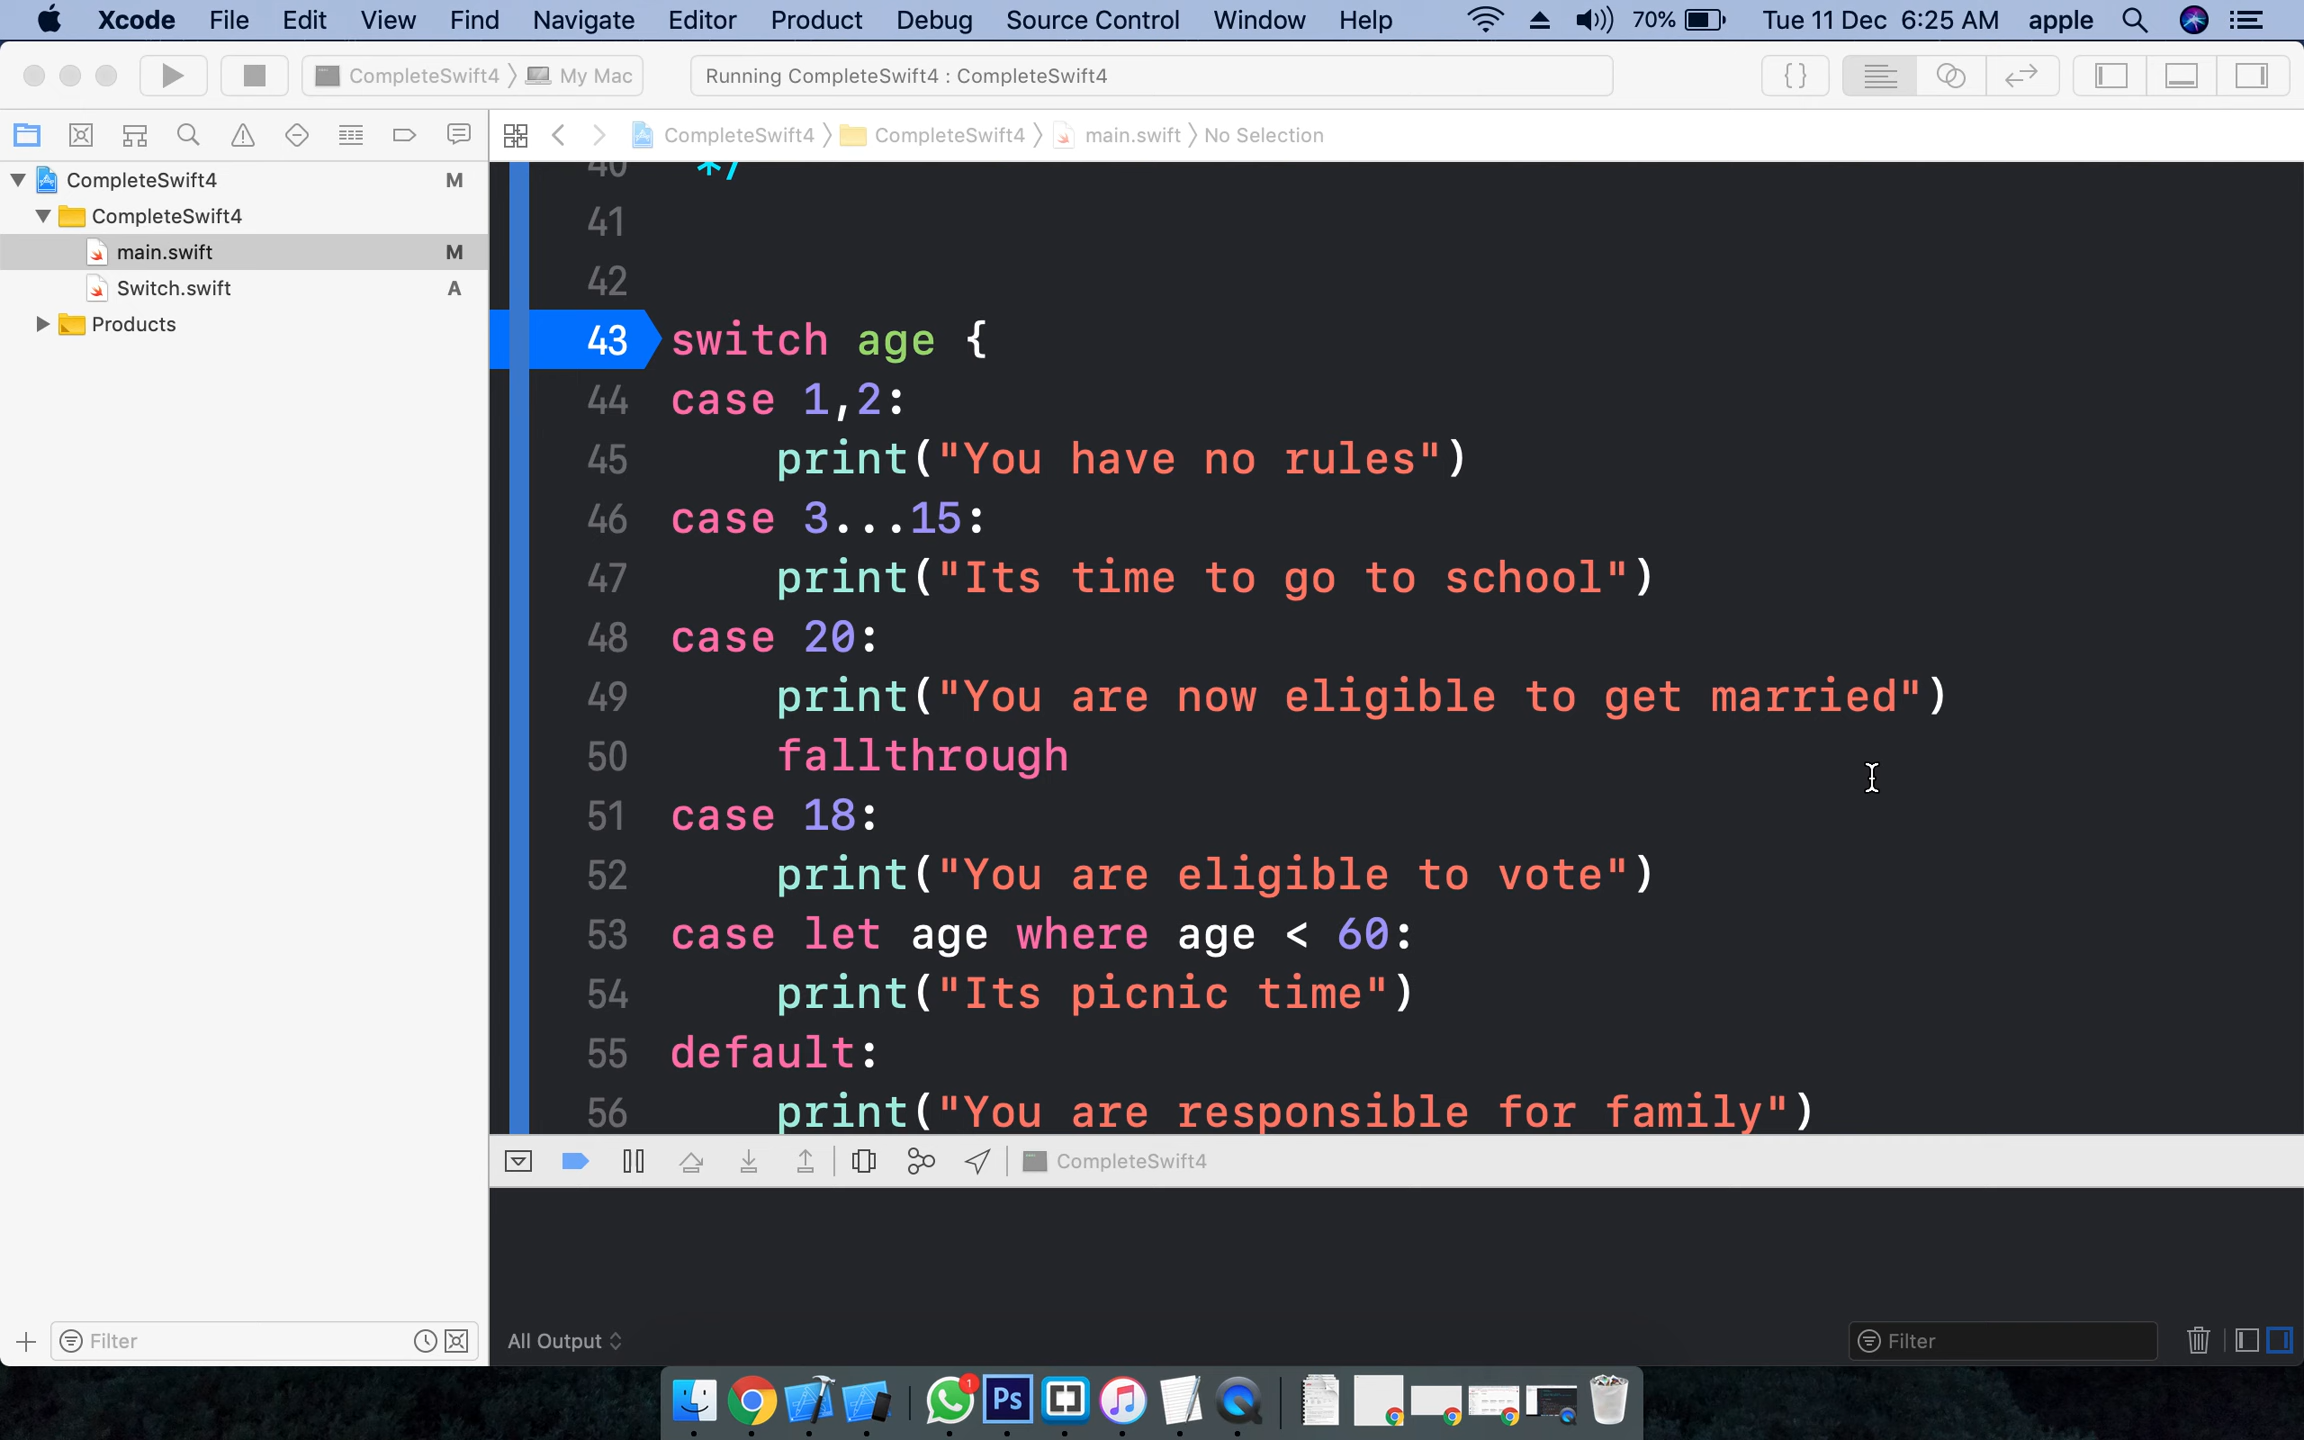 Xcode File Edit View Find Navigate Editor Product Debug Source Control Window Help 70% Tue 11 Dec 6:25 AM apple
CompleteSwift4 My Mac Running CompleteSwift4 : CompleteSwift4 { }
CompleteSwift4 CompleteSwift4 main.swift No Selection
CompleteSwift4 M
CompleteSwift4
main.swift M
Switch.swift A
Products
40 */
41
42
43 switch age {
44 case 1,2:
45 print("You have no rules")
46 case 3...15:
47 print("Its time to go to school")
48 case 20:
49 print("You are now eligible to get married")
50 fallthrough
51 case 18:
52 print("You are eligible to vote")
53 case let age where age < 60:
54 print("Its picnic time")
55 default:
56 print("You are responsible for family")
CompleteSwift4
Filter All Output Filter
1
Ps